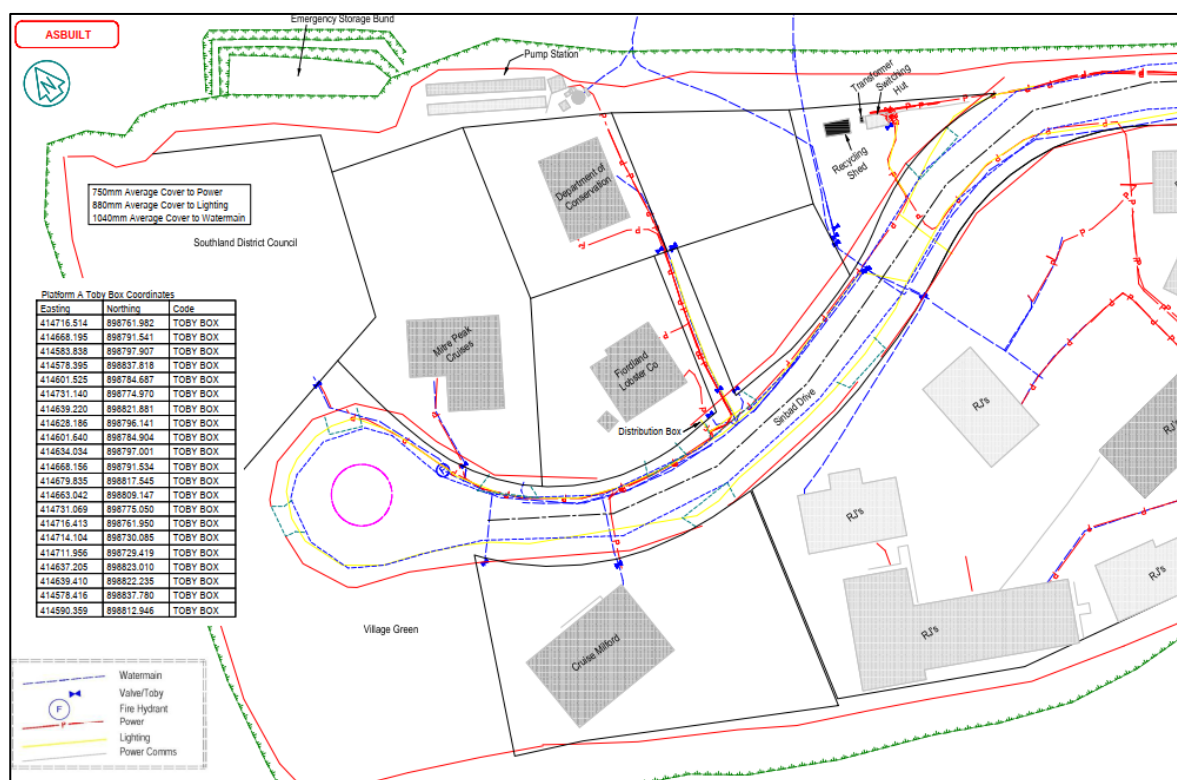 ASBUILT
Emergency Storage Bund
Pump Station
N
Transformer
Switching
Hut
Recycling
Shed
Department of
Conservation
750mm Average Cover to Power
880mm Average Cover to Lighting
1040mm Average Cover to Watermain
Southland District Council
Platform A Toby Box Coordinates
Easting Northing Code
414716.514 898761.982 TOBY BOX
414668.195 898791.541 TOBY BOX
414583.838 898797.907 TOBY BOX
414578.395 898837.818 TOBY BOX
414601.525 898784.687 TOBY BOX
414731.140 898774.970 TOBY BOX
414639.220 898821.881 TOBY BOX
414628.186 898796.141 TOBY BOX
414601.640 898784.904 TOBY BOX
414634.034 898797.001 TOBY BOX
414668.156 898791.534 TOBY BOX
414679.835 898817.545 TOBY BOX
414663.042 898809.147 TOBY BOX
414731.069 898775.050 TOBY BOX
414716.413 898761.950 TOBY BOX
414714.104 898730.085 TOBY BOX
414711.956 898729.419 TOBY BOX
414637.205 898823.010 TOBY BOX
414639.410 898822.235 TOBY BOX
414578.416 898837.780 TOBY BOX
414590.359 898812.946 TOBY BOX
Mitre Peak
Cruises
Fiordland
Lobster Co
Distribution Box
Sinbad Drive
RJ's
RJ's
RJ's
RJ's
RJ's
Village Green
Cruise Milford
Watermain
Valve/Toby
F
Fire Hydrant
P
Power
Lighting
Power Comms